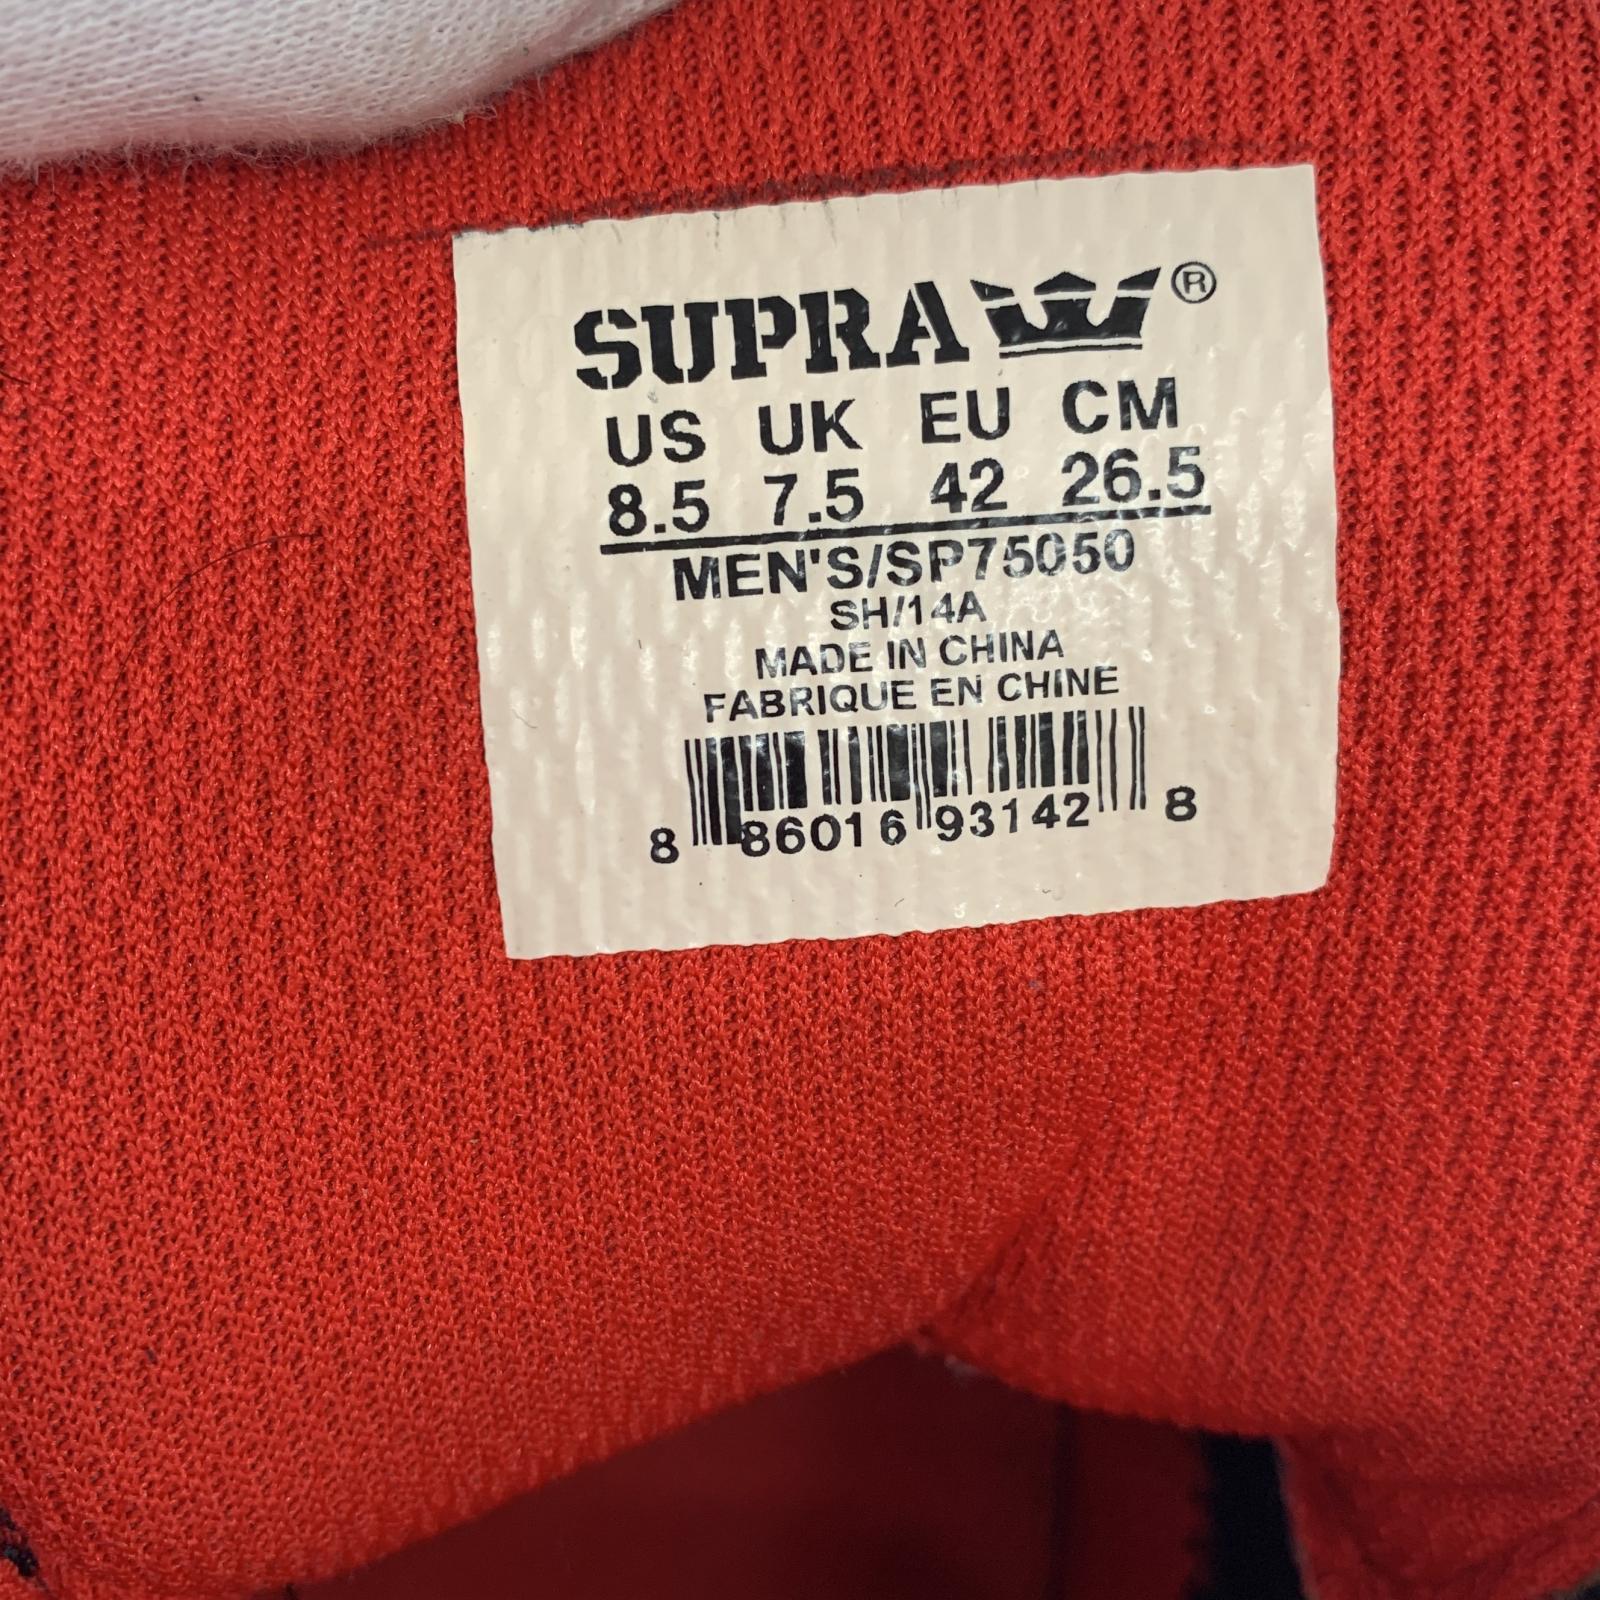 SUPRA ®
US UK EU CM
8.5 7.5 42 26.5
MEN'S/SP75050
SH/14A
MADE IN CHINA
FABRIQUE EN CHINE
8 86016 93142 8